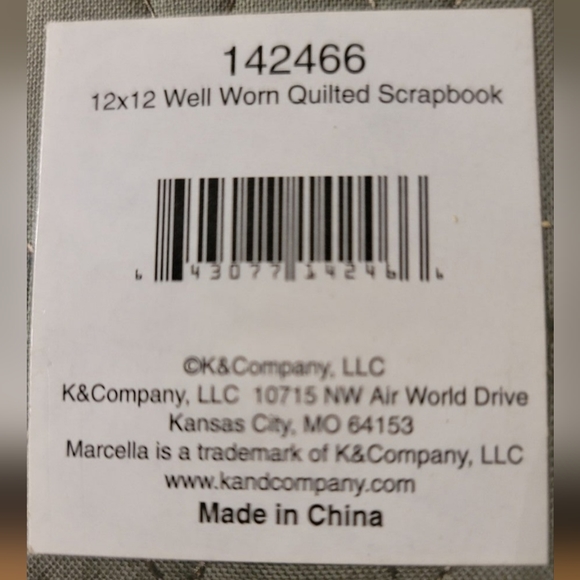 142466
12x12 Well Worn Quilted Scrapbook
6 43077 14246 6
©K&Company, LLC
K&Company, LLC 10715 NW Air World Drive
Kansas City, MO 64153
Marcella is a trademark of K&Company, LLC
www.kandcompany.com
Made in China